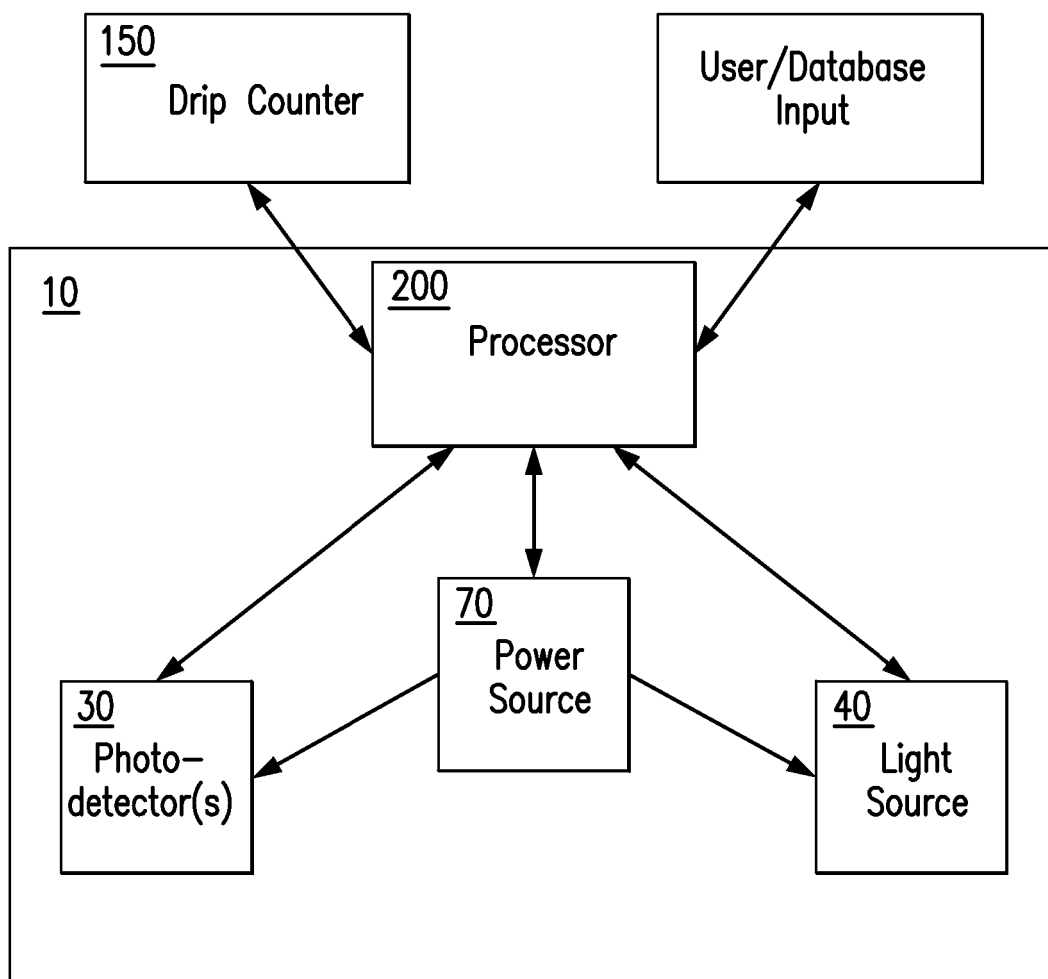 150
Drip Counter
User/Database
Input
10
200
Processor
70
Power
Source
30
Photo-
detector(s)
40
Light
Source